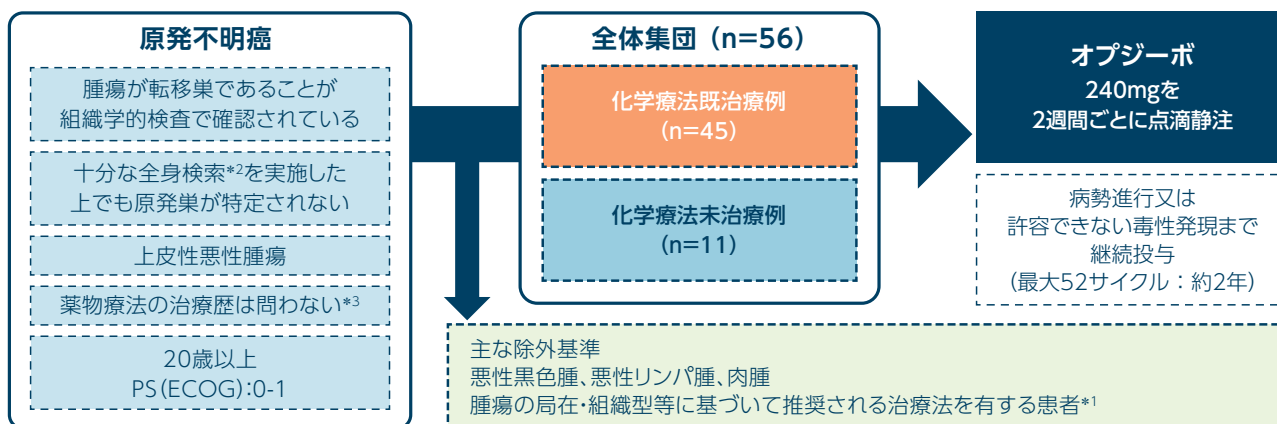 原発不明癌
腫瘍が転移巣であることが
組織学的検査で確認されている
十分な全身検索*2を実施した
上でも原発巣が特定されない
上皮性悪性腫瘍
薬物療法の治療歴は問わない*3
20歳以上
PS(ECOG):0-1
全体集団（n=56）
化学療法既治療例
（n=45）
化学療法未治療例
（n=11）
オプジーボ
240mgを
2週間ごとに点滴静注
病勢進行又は
許容できない毒性発現まで
継続投与
（最大52サイクル：約2年）
主な除外基準
悪性黒色腫、悪性リンパ腫、肉腫
腫瘍の局在・組織型等に基づいて推奨される治療法を有する患者*1